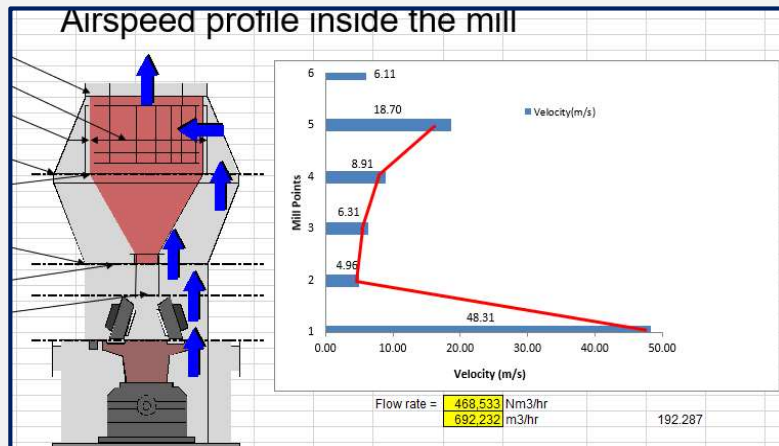 Airspeed profile inside the mill
6
6.11
5
18.70
Velocity(m/s)
4
8.91
Mill Points
3
6.31
2
4.96
1
48.31
0.00 10.00 20.00 30.00 40.00 50.00
Velocity (m/s)
Flow rate = 468,533 Nm3/hr
692,232 m3/hr 192.287